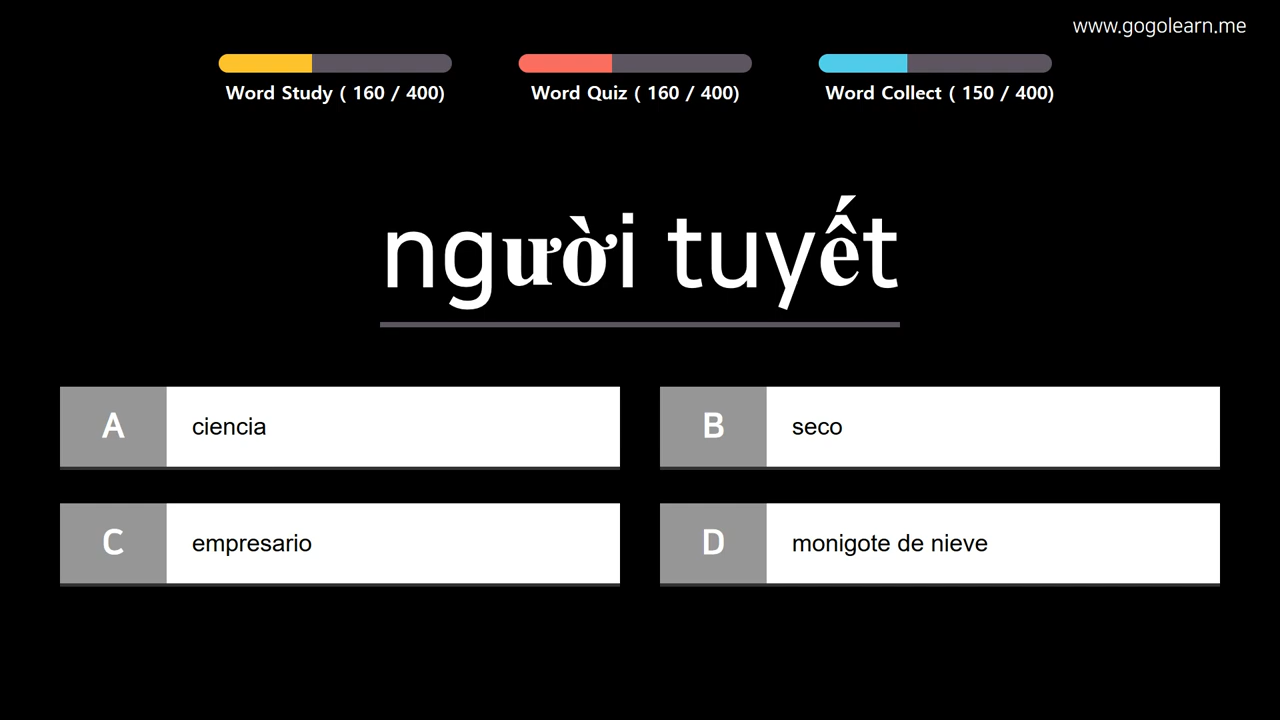 www.gogolearn.me
Word Study ( 160 / 400)
Word Quiz ( 160 / 400)
Word Collect ( 150 / 400)
người tuyết
A ciencia
B seco
C empresario
D monigote de nieve